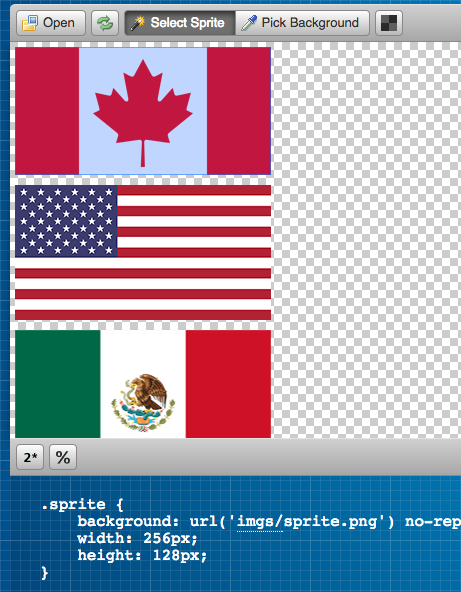 Open Select Sprite Pick Background
2* %
.sprite {
background: url('imgs/sprite.png') no-rep
width: 256px;
height: 128px;
}